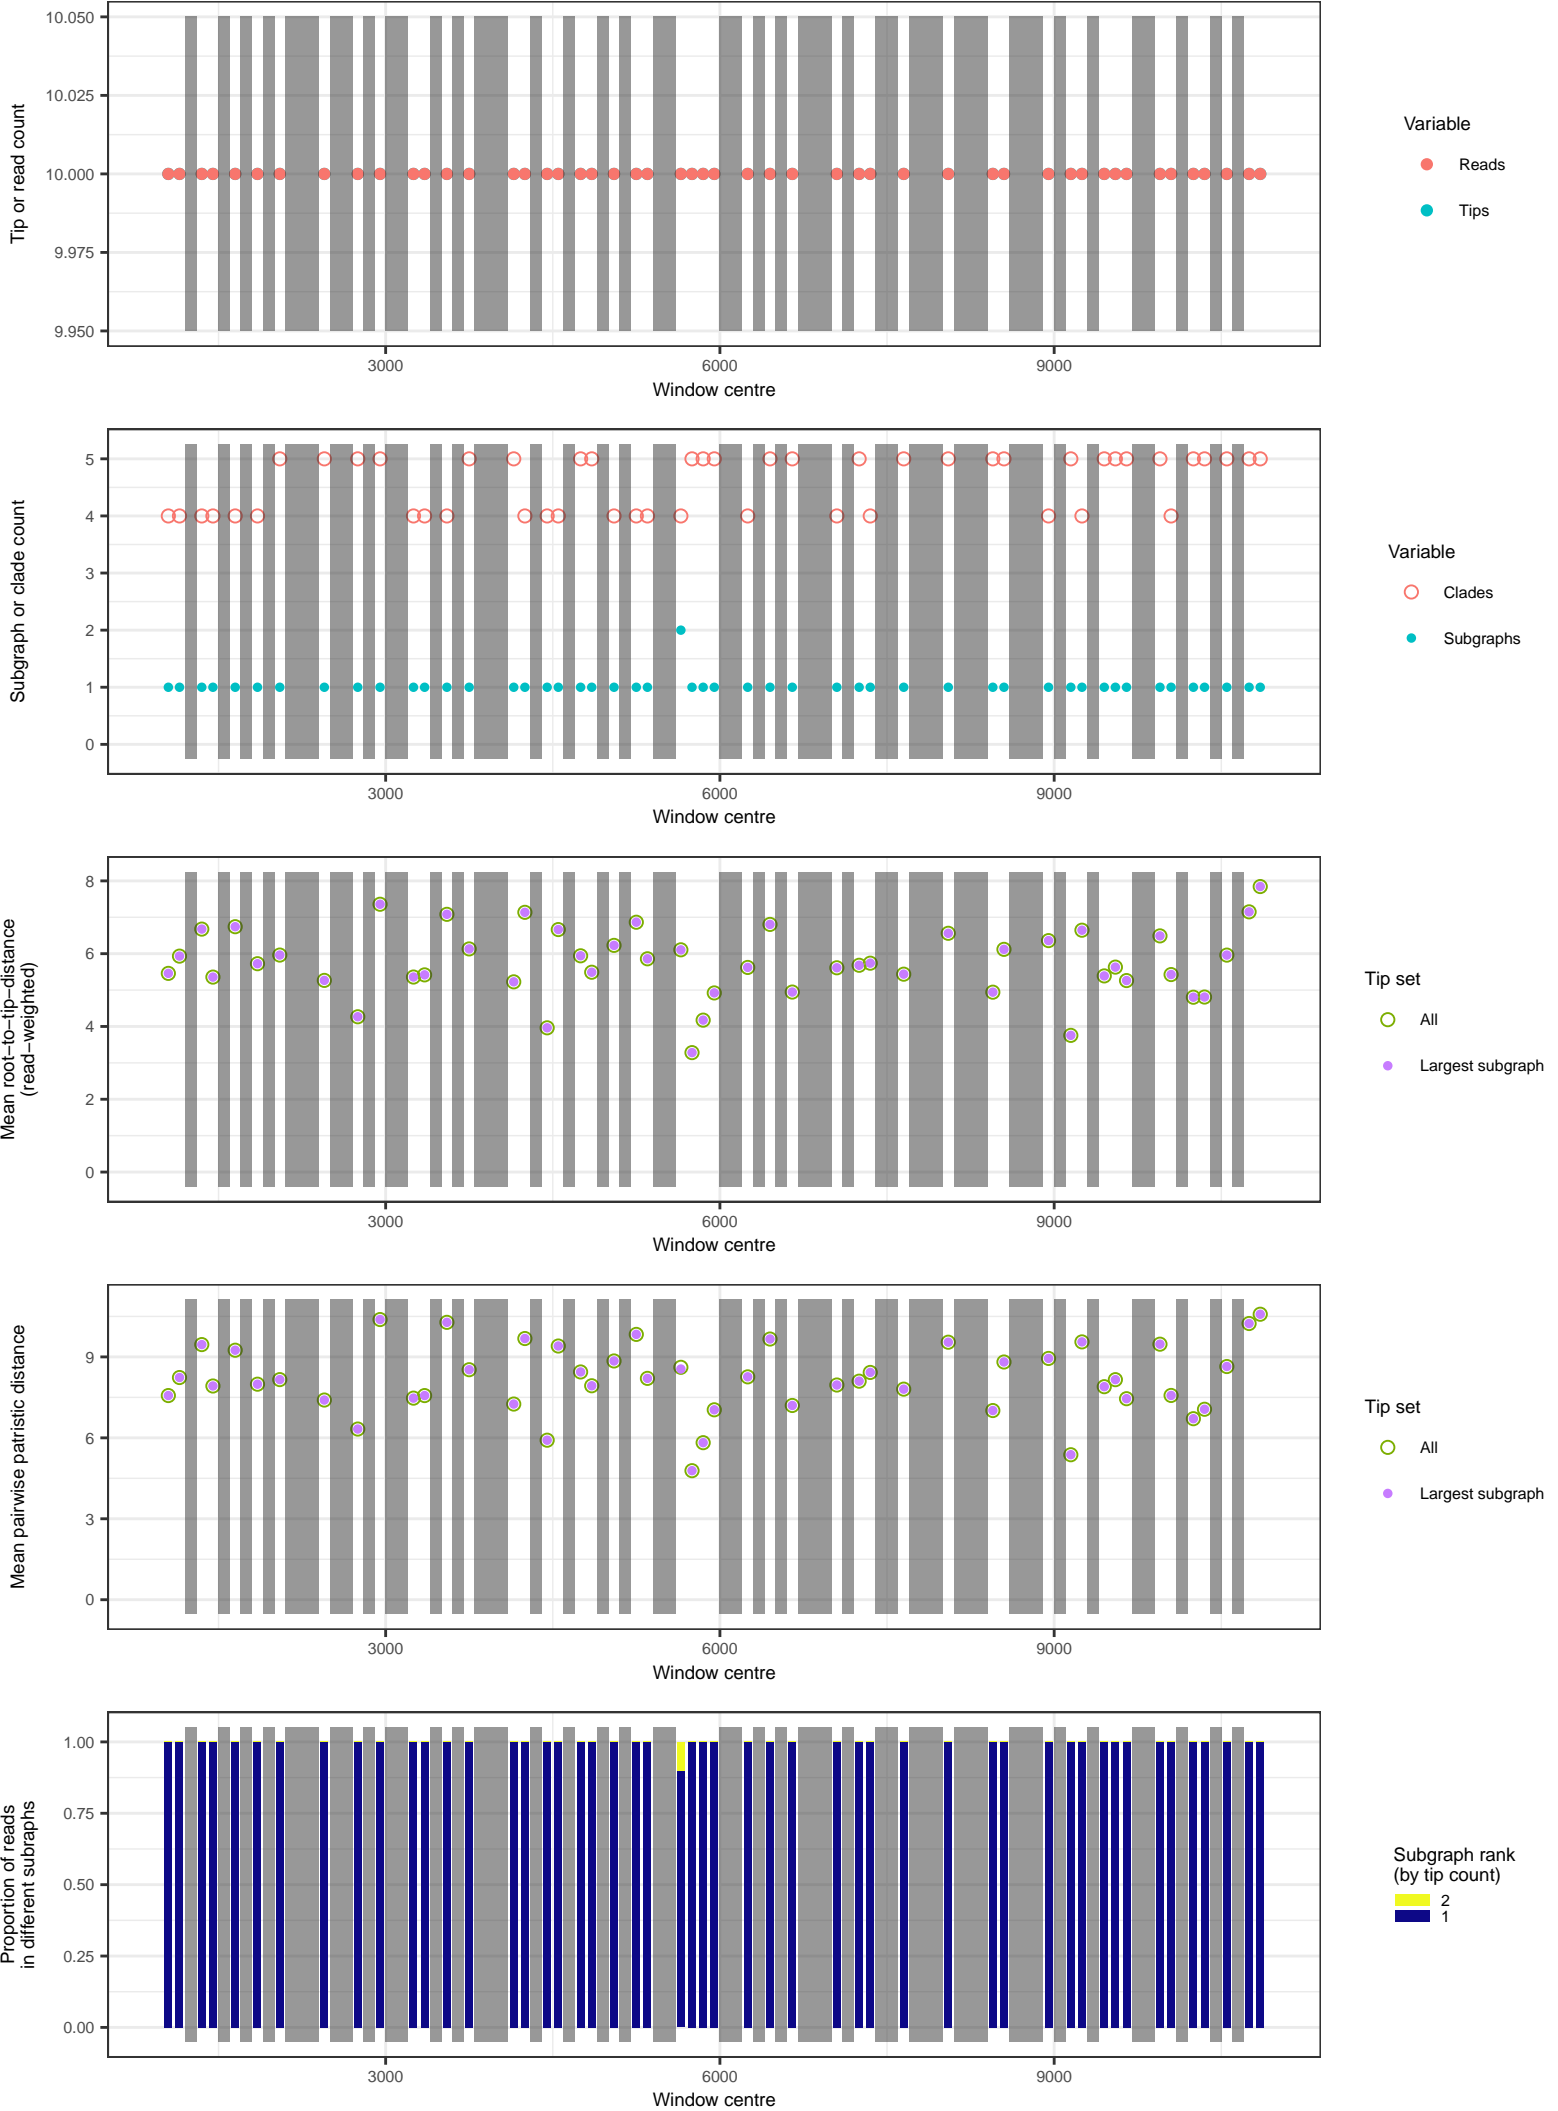 10.050
10.025
10.000
9.975
9.950
Tip or read count
3000
6000
9000
Window centre
Variable
Reads
Tips
5
4
3
2
1
0
Subgraph or clade count
3000
6000
9000
Window centre
Variable
Clades
Subgraphs
8
6
4
2
0
Mean root−to−tip−distance
(read−weighted)
3000
6000
9000
Window centre
Tip set
All
Largest subgraph
9
6
3
0
Mean pairwise patristic distance
3000
6000
9000
Window centre
Tip set
All
Largest subgraph
1.00
0.75
0.50
0.25
0.00
Proportion of reads
in different subraphs
3000
6000
9000
Window centre
Subgraph rank
(by tip count)
2
1